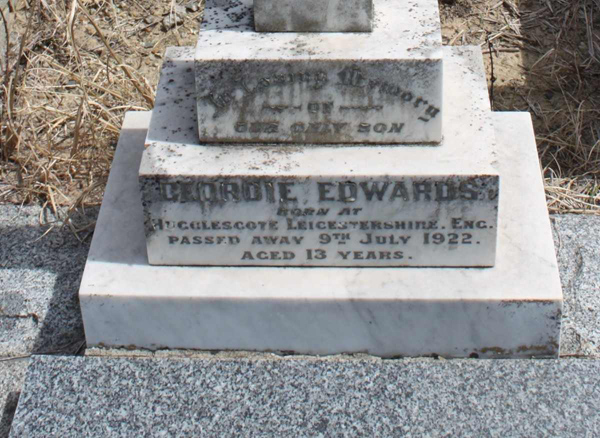 In Loving Memory
OF
OUR ONLY SON
GEORDIE EDWARDS
BORN AT
HUGGLESCOTE LEICESTERSHIRE. ENG.
PASSED AWAY 9TH JULY 1922.
AGED 13 YEARS.